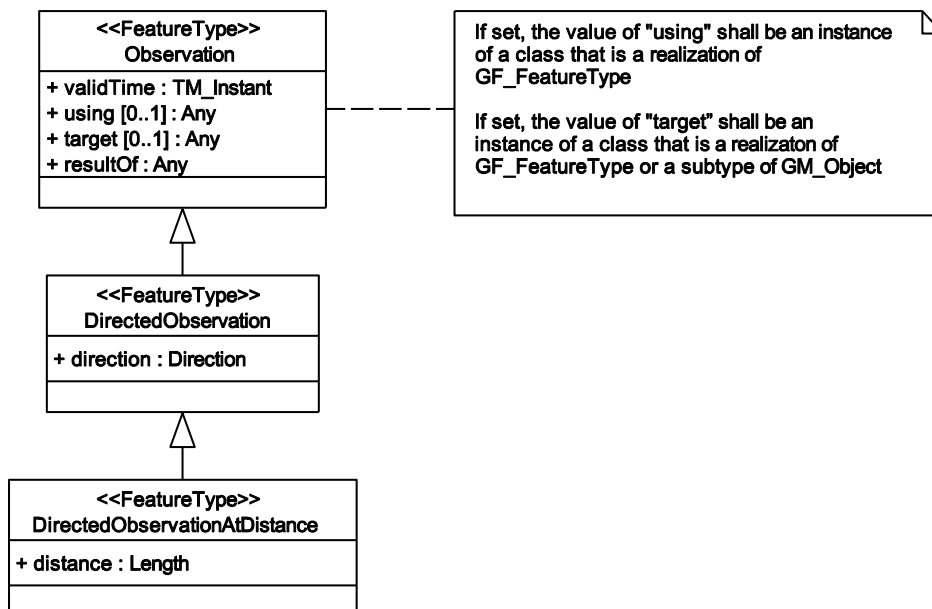 <<FeatureType>>
Observation
+ validTime : TM_Instant
+ using [0..1] : Any
+ target [0..1] : Any
+ resultOf : Any
If set, the value of "using" shall be an instance
of a class that is a realization of
GF_FeatureType
If set, the value of "target" shall be an
instance of a class that is a realizaton of
GF_FeatureType or a subtype of GM_Object
<<FeatureType>>
DirectedObservation
+ direction : Direction
<<FeatureType>>
DirectedObservationAtDistance
+ distance : Length